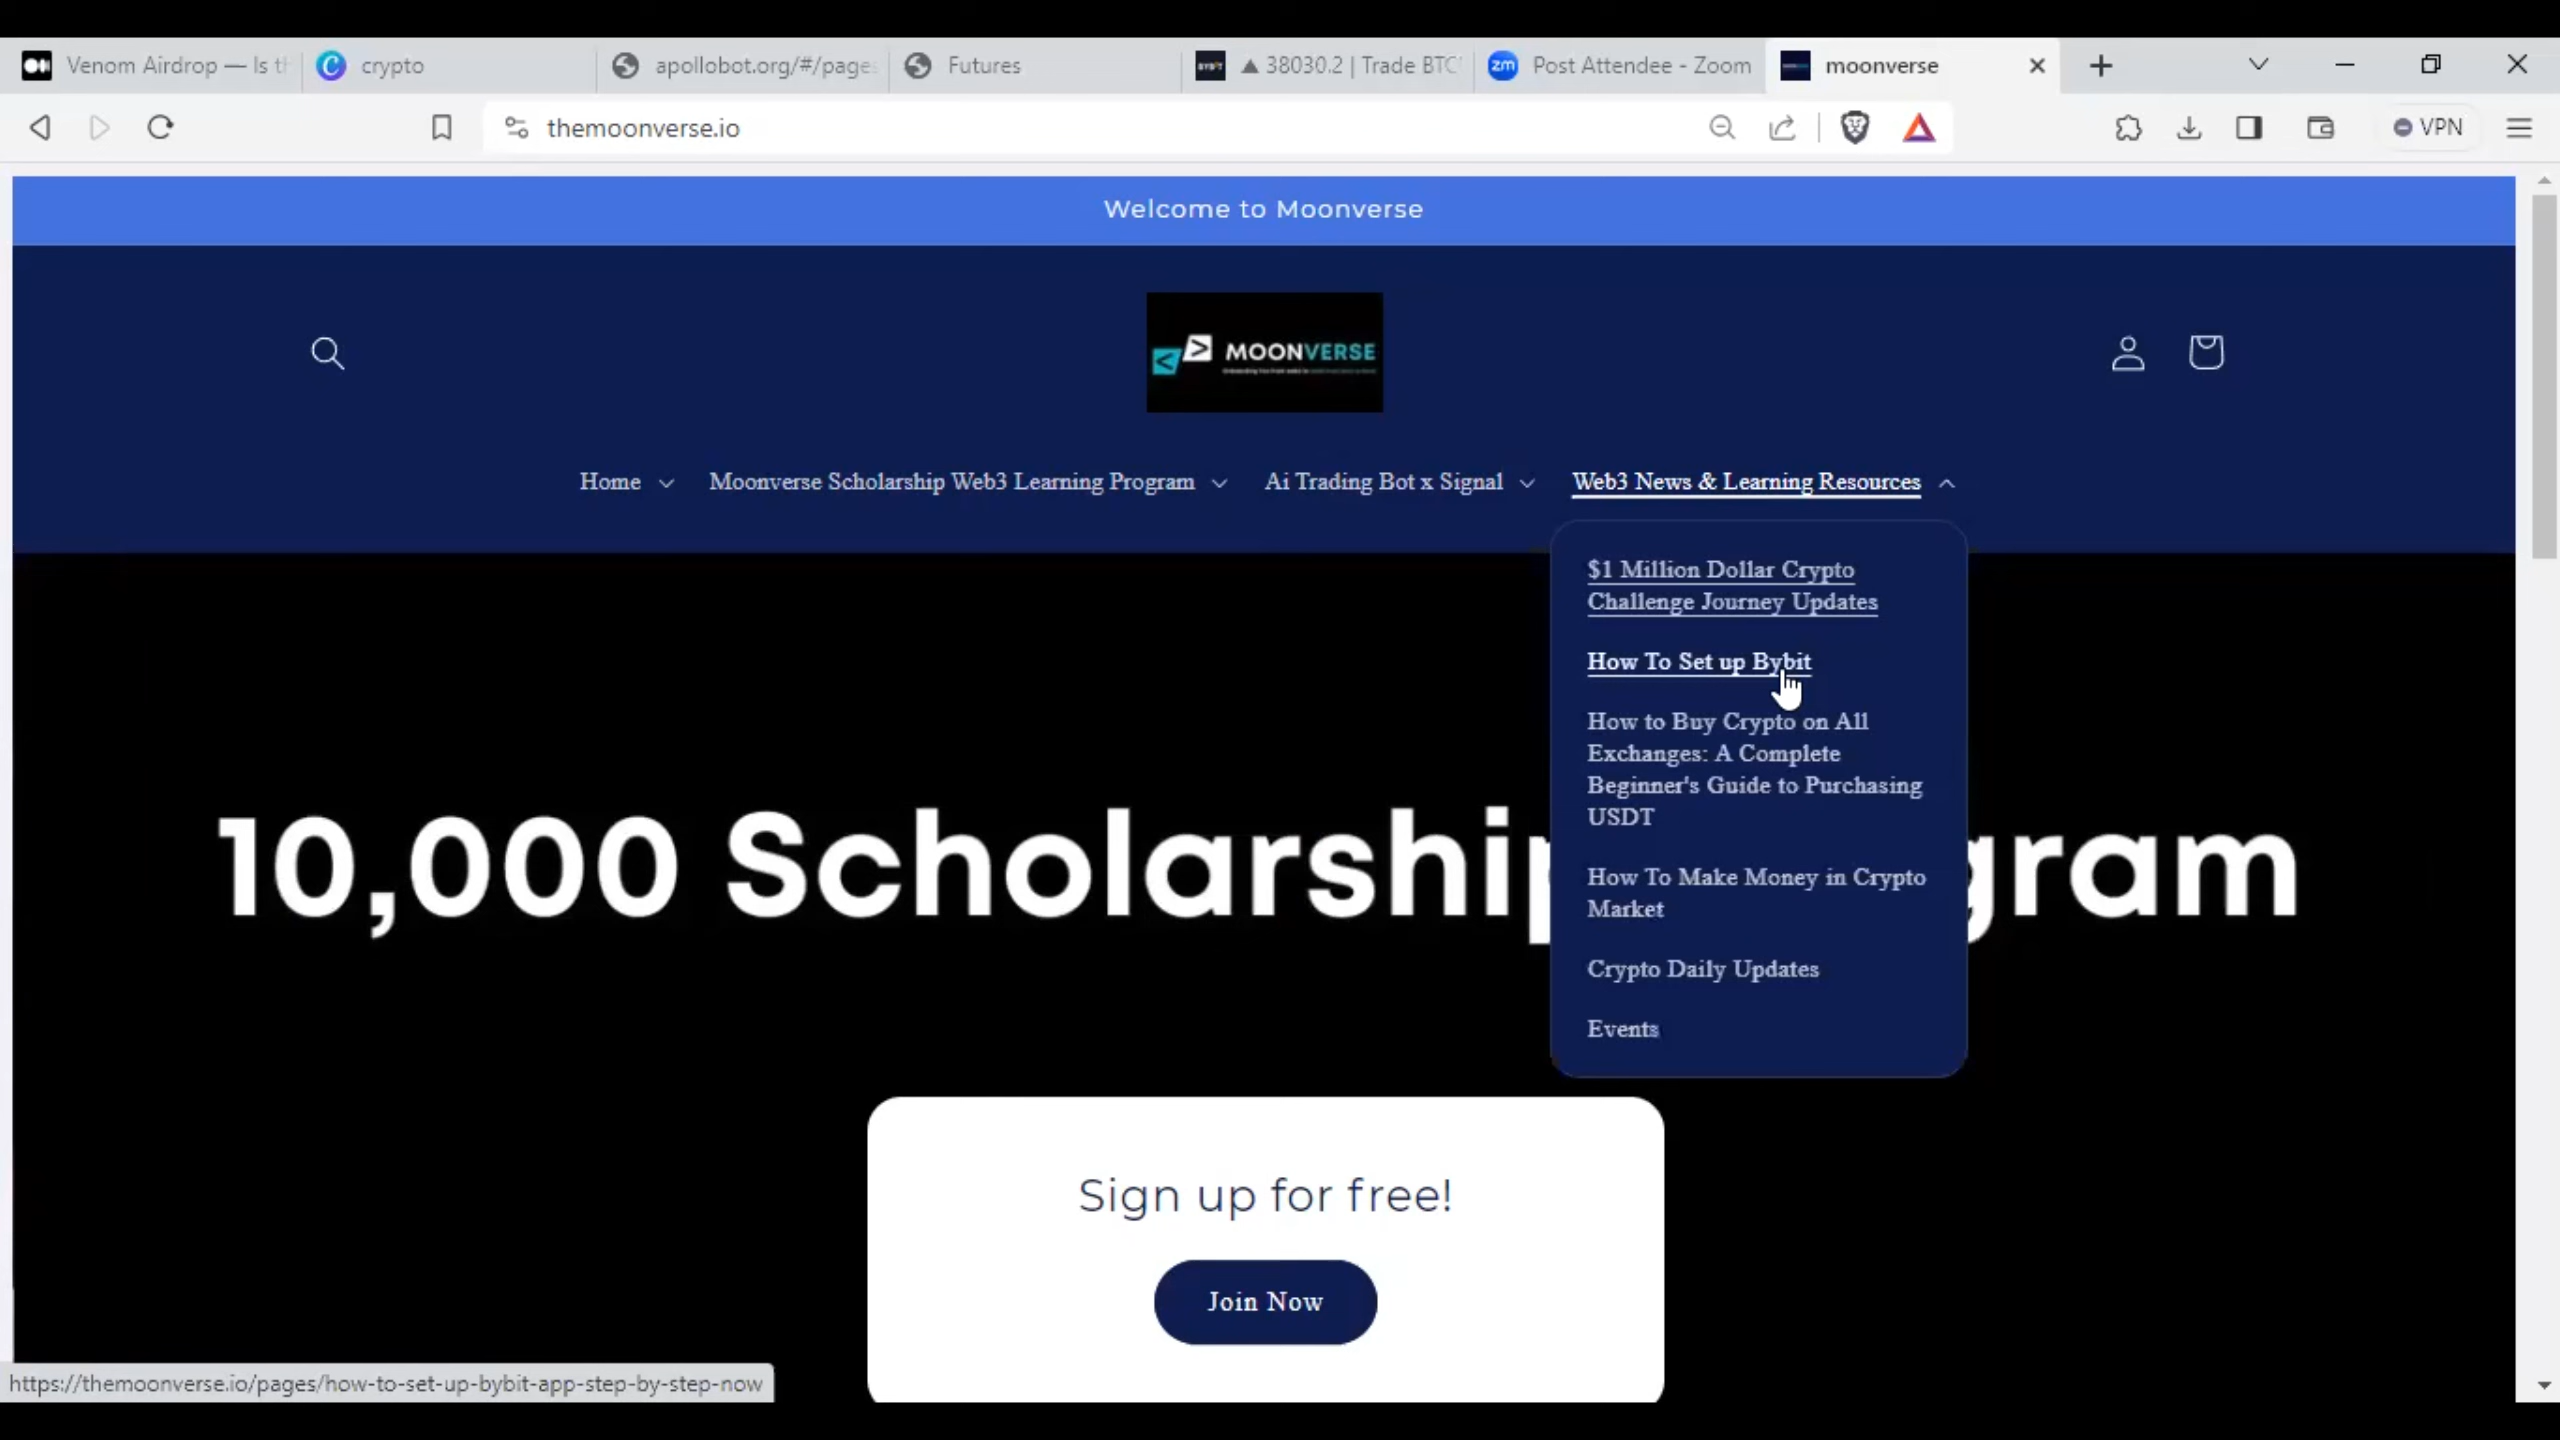 Venom Airdrop — Is th
crypto
apollobot.org/#/page
Futures
▲ 38030.2 | Trade BTC
zm
Post Attendee - Zoom
moonverse
themoonverse.io
VPN
Welcome to Moonverse
MOONVERSE
Home
Moonverse Scholarship Web3 Learning Program
Ai Trading Bot x Signal
Web3 News & Learning Resources
$1 Million Dollar Crypto
Challenge Journey Updates
How To Set up Bybit
How to Buy Crypto on All
Exchanges: A Complete
Beginner's Guide to Purchasing
USDT
How To Make Money in Crypto
Market
Crypto Daily Updates
Events
10,000 Scholarship gram
Sign up for free!
Join Now
https://themoonverse.io/pages/how-to-set-up-bybit-app-step-by-step-now